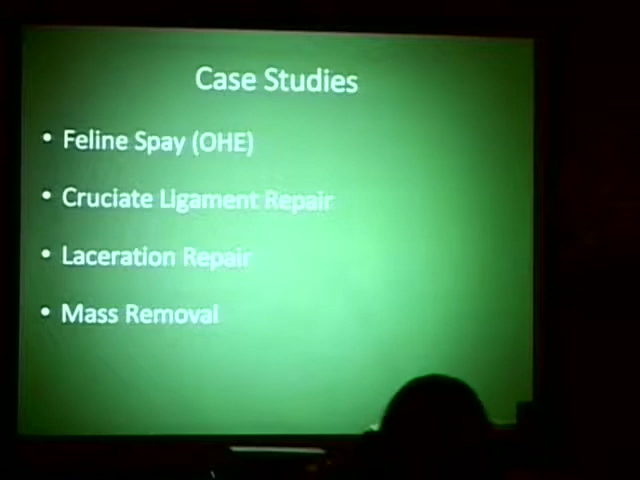 Case Studies
• Feline Spay (OHE)
• Cruciate Ligament Repair
• Laceration Repair
• Mass Removal